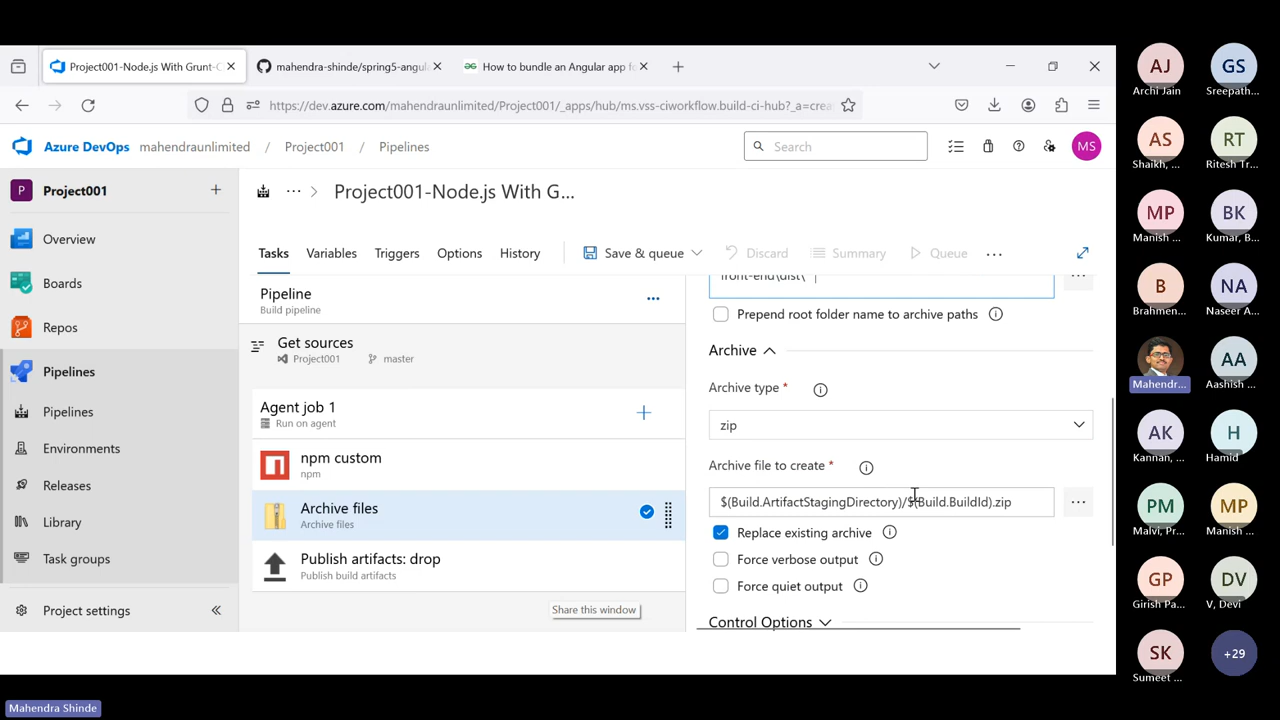 Project001-Node.js With Grunt-C
mahendra-shinde/spring5-angula
How to bundle an Angular app fo
https://dev.azure.com/mahendraunlimited/Project001/_apps/hub/ms.vss-ciworkflow.build-ci-hub?_a=crea
Azure DevOps
mahendraunlimited
/
Project001
/
Pipelines
Search
MS
P
Project001
+
Overview
Boards
Repos
Pipelines
Pipelines
Environments
Releases
Library
Task groups
Project settings
Project001-Node.js With G...
Tasks
Variables
Triggers
Options
History
Save & queue
Discard
Summary
Queue
Pipeline
Build pipeline
Get sources
Project001
master
Agent job 1
Run on agent
npm custom
npm
Archive files
Archive files
Publish artifacts: drop
Publish build artifacts
Share this window
front-end\dist\
Prepend root folder name to archive paths
Archive
Archive type *
zip
Archive file to create *
$(Build.ArtifactStagingDirectory)/$(Build.BuildId).zip
Replace existing archive
Force verbose output
Force quiet output
Control Options
AJ
Archi Jain
GS
Sreepath...
AS
Shaikh, ...
RT
Ritesh Tr...
MP
Manish ...
BK
Kumar, B...
B
Brahmen...
NA
Naseer A...
Mahendr...
AA
Aashish ...
AK
Kannan, ...
H
Hamid
PM
Malvi, Pr...
MP
Manish ...
GP
Girish Pa...
DV
V, Devi
SK
Sumeet ...
+29
Mahendra Shinde